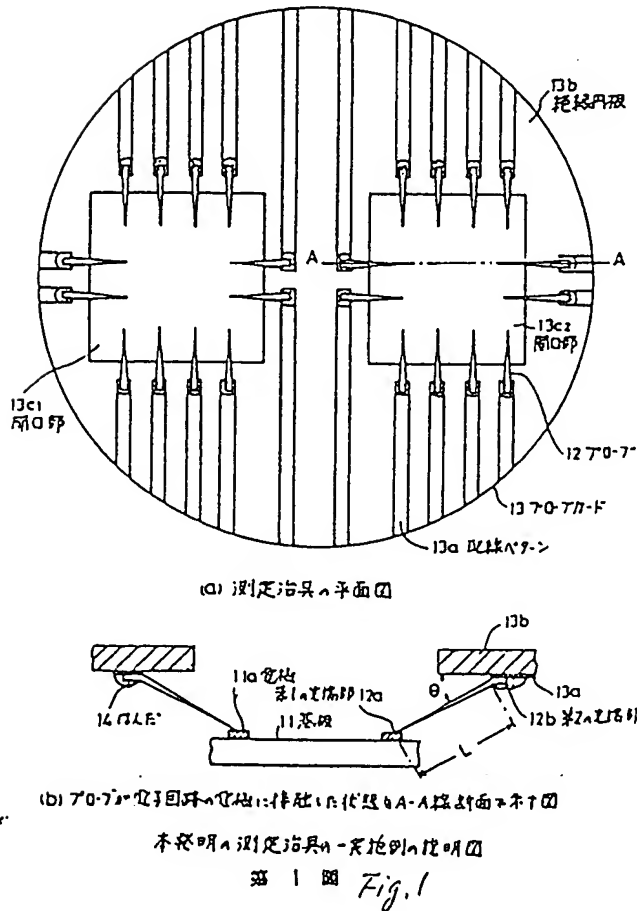 13b
絶縁円板
A
A
13c2
開口部
13c1
開口部
12 プローブ
13 プローブカード
13a 配線パターン
(a) 測定治具の平面図
13b
11a 電極
第1の先端部 12a
11 基板
θ
13a
14 はんだ
12b 第2の先端部
L
(b) プローブが電子回路の電極に接触した状態をA-A線断面で示す図
本発明の測定治具の一実施例の説明図
第 1 図 Fig.1